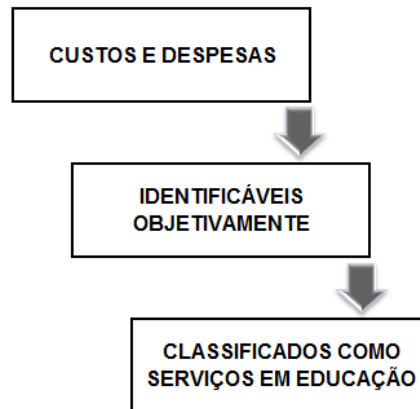 CUSTOS E DESPESAS
IDENTIFICÁVEIS
OBJETIVAMENTE
CLASSIFICADOS COMO
SERVIÇOS EM EDUCAÇÃO